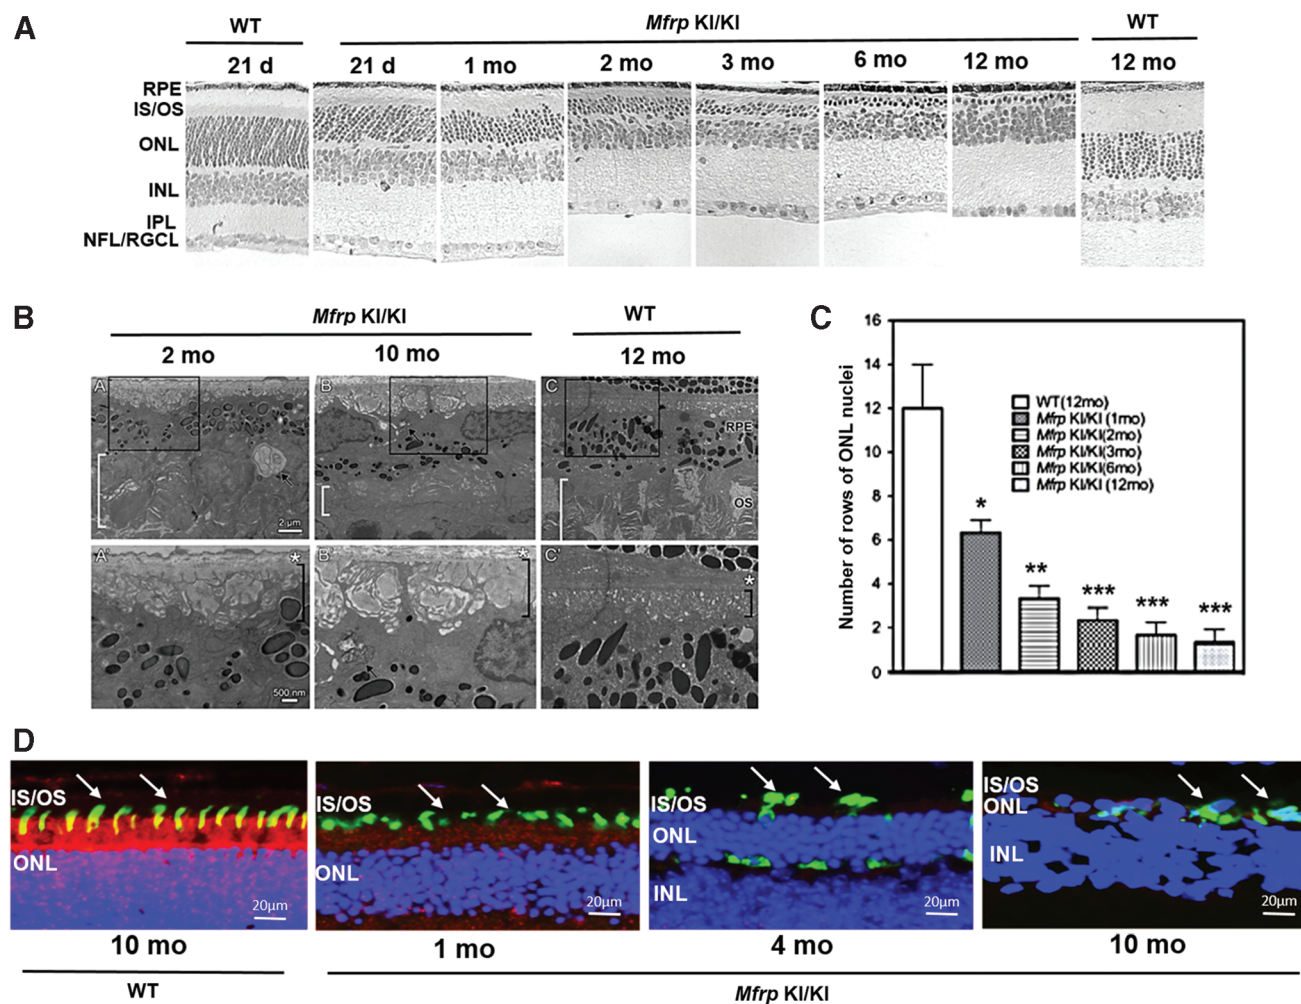 A
WT
Mfrp KI/KI
WT
21 d
21 d
1 mo
2 mo
3 mo
6 mo
12 mo
12 mo
RPE
IS/OS
ONL
INL
IPL
NFL/RGCL
B
Mfrp KI/KI
WT
2 mo
10 mo
12 mo
A
B
C
RPE
OS
2 μm
A'
*
B'
*
C'
*
500 nm
C
Number of rows of ONL nuclei
16
14
12
10
8
6
4
2
0
WT(12mo)
Mfrp KI/KI (1mo)
Mfrp KI/KI(2mo)
Mfrp KI/KI(3mo)
Mfrp KI/KI(6mo)
Mfrp KI/KI (12mo)
*
**
***
***
***
D
IS/OS
ONL
20μm
IS/OS
ONL
20μm
IS/OS
ONL
INL
20μm
IS/OS
ONL
INL
20μm
10 mo
1 mo
4 mo
10 mo
WT
Mfrp KI/KI